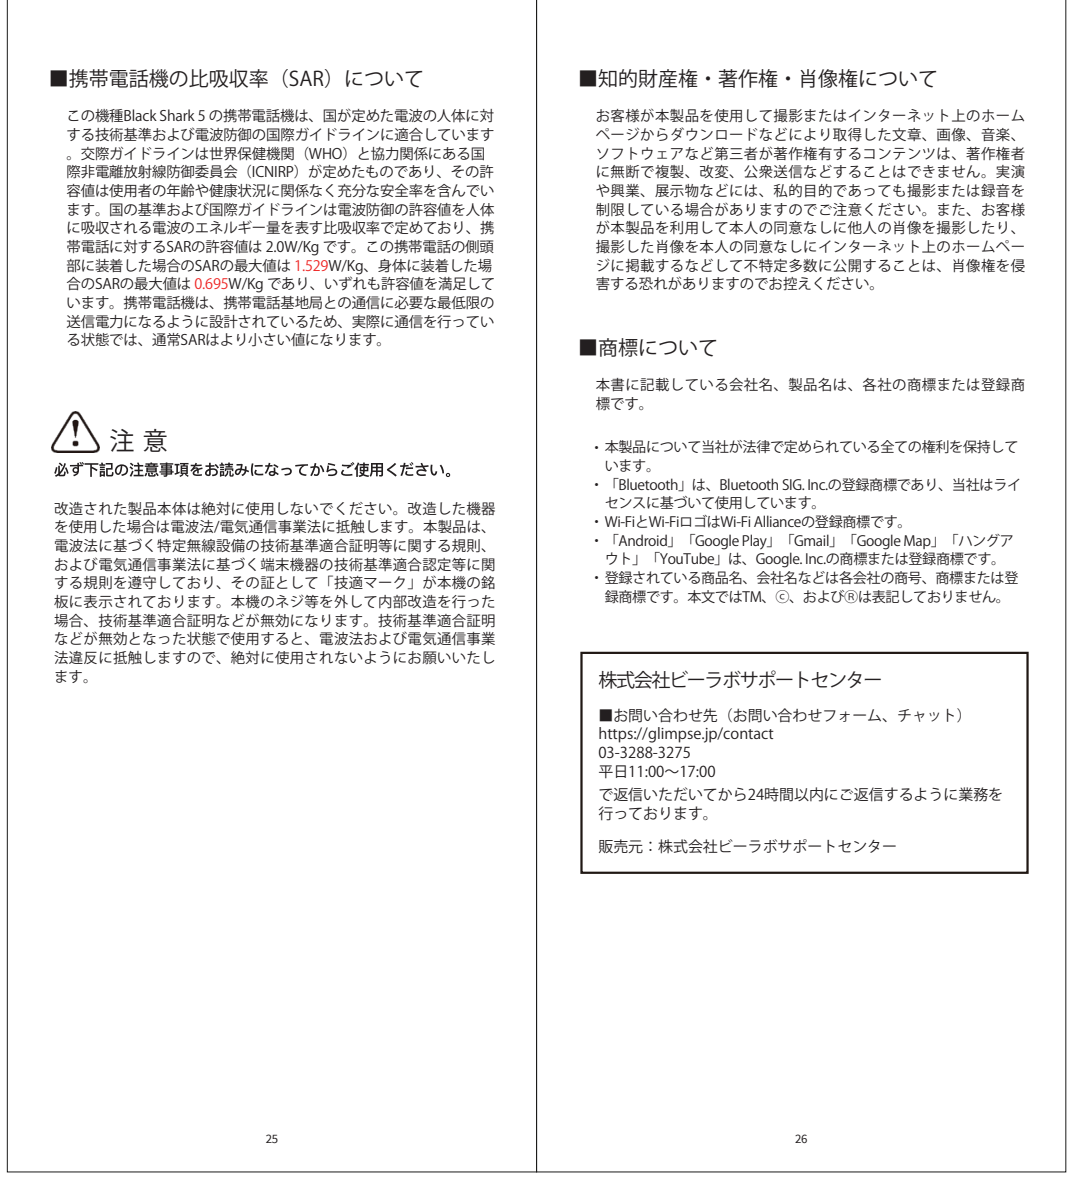 ■携帯電話機の比吸収率（SAR）について
この機種Black Shark 5 の携帯電話機は、国が定めた電波の人体に対
する技術基準および電波防御の国際ガイドラインに適合しています
。交際ガイドラインは世界保健機関（WHO）と協力関係にある国
際非電離放射線防御委員会（ICNIRP）が定めたものであり、その許
容値は使用者の年齢や健康状況に関係なく充分な安全率を含んでい
ます。国の基準および国際ガイドラインは電波防御の許容値を人体
に吸収される電波のエネルギー量を表す比吸収率で定めており、携
帯電話に対するSARの許容値は 2.0W/Kg です。この携帯電話の側頭
部に装着した場合のSARの最大値は 1.529W/Kg、身体に装着した場
合のSARの最大値は 0.695W/Kg であり、いずれも許容値を満足して
います。携帯電話機は、携帯電話基地局との通信に必要な最低限の
送信電力になるように設計されているため、実際に通信を行ってい
る状態では、通常SARはより小さい値になります。
注 意
必ず下記の注意事項をお読みになってからご使用ください。
改造された製品本体は絶対に使用しないでください。改造した機器
を使用した場合は電波法/電気通信事業法に抵触します。本製品は、
電波法に基づく特定無線設備の技術基準適合証明等に関する規則、
および電気通信事業法に基づく端末機器の技術基準適合認定等に関
する規則を遵守しており、その証として「技適マーク」が本機の銘
板に表示されております。本機のネジ等を外して内部改造を行った
場合、技術基準適合証明などが無効になります。技術基準適合証明
などが無効となった状態で使用すると、電波法および電気通信事業
法違反に抵触しますので、絶対に使用されないようにお願いいたし
ます。
25
■知的財産権・著作権・肖像権について
お客様が本製品を使用して撮影またはインターネット上のホーム
ページからダウンロードなどにより取得した文章、画像、音楽、
ソフトウェアなど第三者が著作権有するコンテンツは、著作権者
に無断で複製、改変、公衆送信などすることはできません。実演
や興業、展示物などには、私的目的であっても撮影または録音を
制限している場合がありますのでご注意ください。また、お客様
が本製品を利用して本人の同意なしに他人の肖像を撮影したり、
撮影した肖像を本人の同意なしにインターネット上のホームペー
ジに掲載するなどして不特定多数に公開することは、肖像権を侵
害する恐れがありますのでお控えください。
■商標について
本書に記載している会社名、製品名は、各社の商標または登録商
標です。
・本製品について当社が法律で定められている全ての権利を保持して
います。
・「Bluetooth」は、Bluetooth SIG. Inc.の登録商標であり、当社はライ
センスに基づいて使用しています。
・Wi-FiとWi-FiロゴはWi-Fi Allianceの登録商標です。
・「Android」「Google Play」「Gmail」「Google Map」「ハングア
ウト」「YouTube」は、Google. Inc.の商標または登録商標です。
・登録されている商品名、会社名などは各会社の商号、商標または登
録商標です。本文ではTM、ⓒ、およびⓇは表記しておりません。
株式会社ビーラボサポートセンター
■お問い合わせ先（お問い合わせフォーム、チャット）
https://glimpse.jp/contact
03-3288-3275
平日11:00～17:00
で返信いただいてから24時間以内にご返信するように業務を
行っております。
販売元：株式会社ビーラボサポートセンター
26